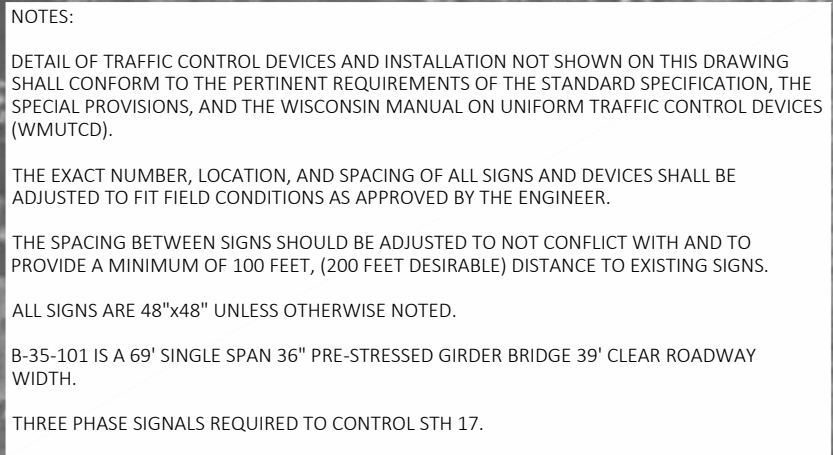 NOTES:
DETAIL OF TRAFFIC CONTROL DEVICES AND INSTALLATION NOT SHOWN ON THIS DRAWING
SHALL CONFORM TO THE PERTINENT REQUIREMENTS OF THE STANDARD SPECIFICATION, THE
SPECIAL PROVISIONS, AND THE WISCONSIN MANUAL ON UNIFORM TRAFFIC CONTROL DEVICES
(WMUTCD).
THE EXACT NUMBER, LOCATION, AND SPACING OF ALL SIGNS AND DEVICES SHALL BE
ADJUSTED TO FIT FIELD CONDITIONS AS APPROVED BY THE ENGINEER.
THE SPACING BETWEEN SIGNS SHOULD BE ADJUSTED TO NOT CONFLICT WITH AND TO
PROVIDE A MINIMUM OF 100 FEET, (200 FEET DESIRABLE) DISTANCE TO EXISTING SIGNS.
ALL SIGNS ARE 48"x48" UNLESS OTHERWISE NOTED.
B-35-101 IS A 69' SINGLE SPAN 36" PRE-STRESSED GIRDER BRIDGE 39' CLEAR ROADWAY
WIDTH.
THREE PHASE SIGNALS REQUIRED TO CONTROL STH 17.